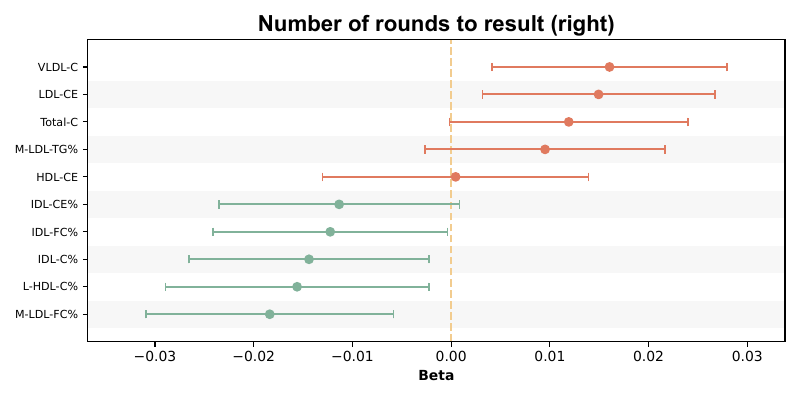 Number of rounds to result (right)
VLDL-C
LDL-CE
Total-C
M-LDL-TG%
HDL-CE
IDL-CE%
IDL-FC%
IDL-C%
L-HDL-C%
M-LDL-FC%
−0.03 −0.02 −0.01 0.00 0.01 0.02 0.03
Beta